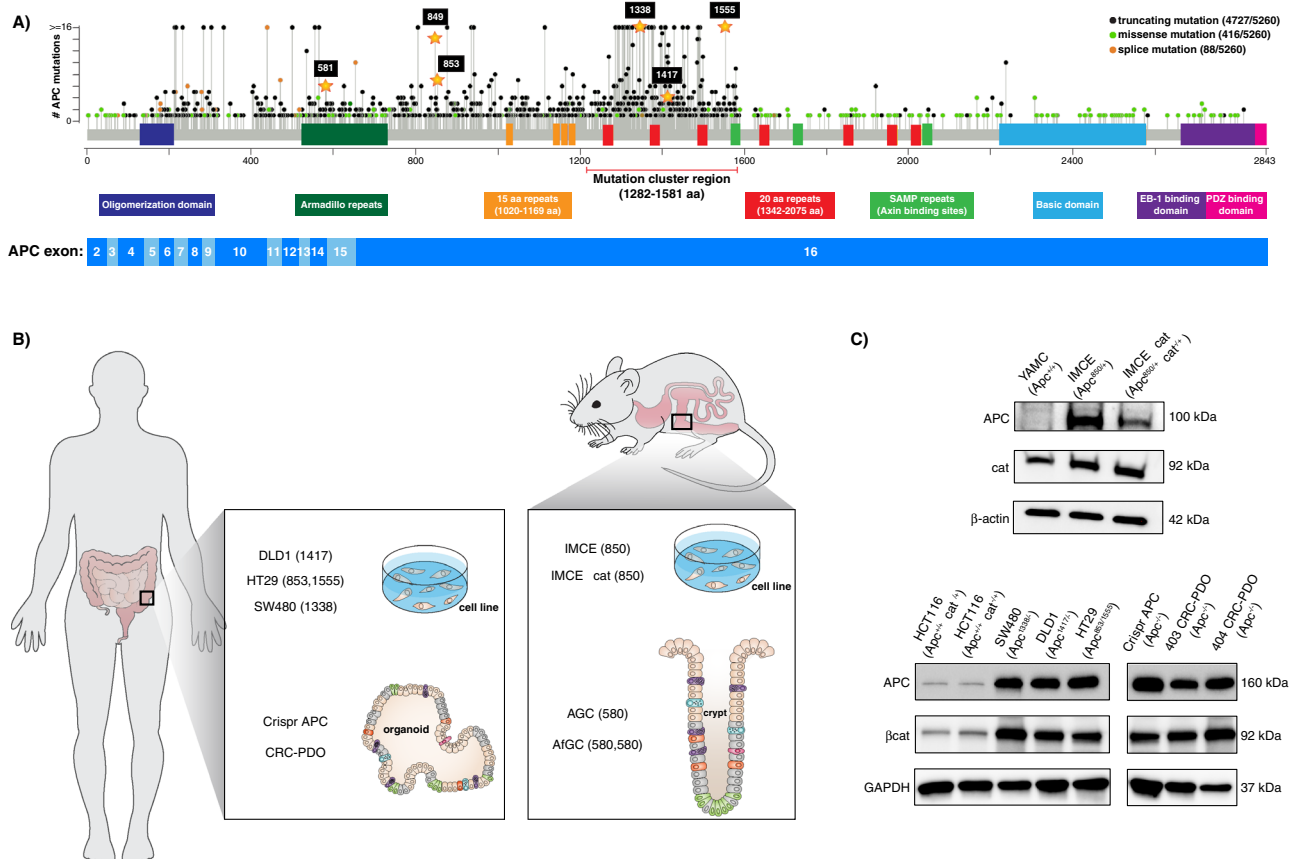 A)
>=16
# APC mutations
0
581
849
853
1338
1417
1555
truncating mutation (4727/5260)
missense mutation (416/5260)
splice mutation (88/5260)
0 400 800 1200 1600 2000 2400 2843
Mutation cluster region
(1282-1581 aa)
Oligomerization domain
Armadillo repeats
15 aa repeats
(1020-1169 aa)
20 aa repeats
(1342-2075 aa)
SAMP repeats
(Axin binding sites)
Basic domain
EB-1 binding
domain
PDZ binding
domain
APC exon: 2 3 4 5 6 7 8 9 10 11 12 13 14 15 16
B)
DLD1 (1417)
HT29 (853,1555)
SW480 (1338)
cell line
Crispr APC
CRC-PDO
organoid
IMCE (850)
IMCE cat (850)
cell line
AGC (580)
AfGC (580,580)
crypt
C)
YAMC
(Apc+/+)
IMCE
(Apc850/+)
IMCE cat
(Apc850/+ cat-/+)
APC 100 kDa
cat 92 kDa
β-actin 42 kDa
HCT116
(Apc+/+ cat-/+)
HCT116
(Apc+/+ cat-/+)
SW480
(Apc1338/-)
DLD1
(Apc1417/-)
HT29
(Apc853/1555)
Crispr APC
(Apc-/-)
403 CRC-PDO
(Apc-/-)
404 CRC-PDO
(Apc-/-)
APC 160 kDa
βcat 92 kDa
GAPDH 37 kDa